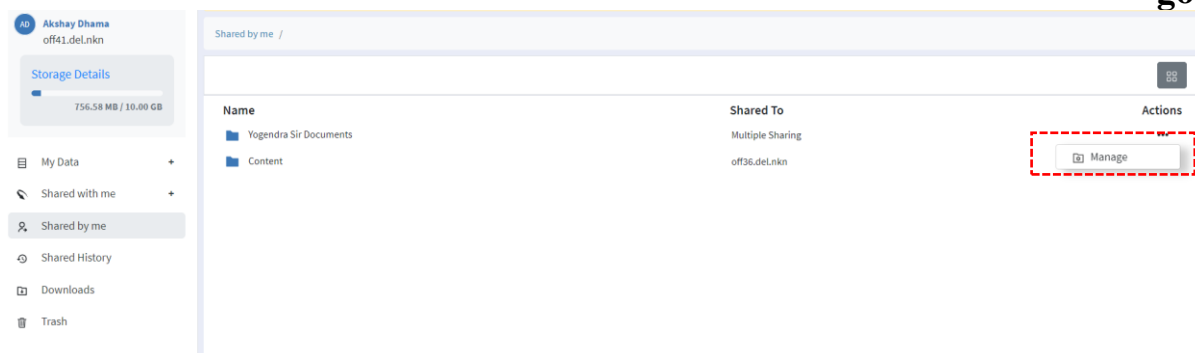 go
AD Akshay Dhama
off41.del.nkn
Storage Details
756.58 MB / 10.00 GB
My Data +
Shared with me +
Shared by me
Shared History
Downloads
Trash
Shared by me /
Name Shared To Actions
Yogendra Sir Documents Multiple Sharing
Content off36.del.nkn
Manage